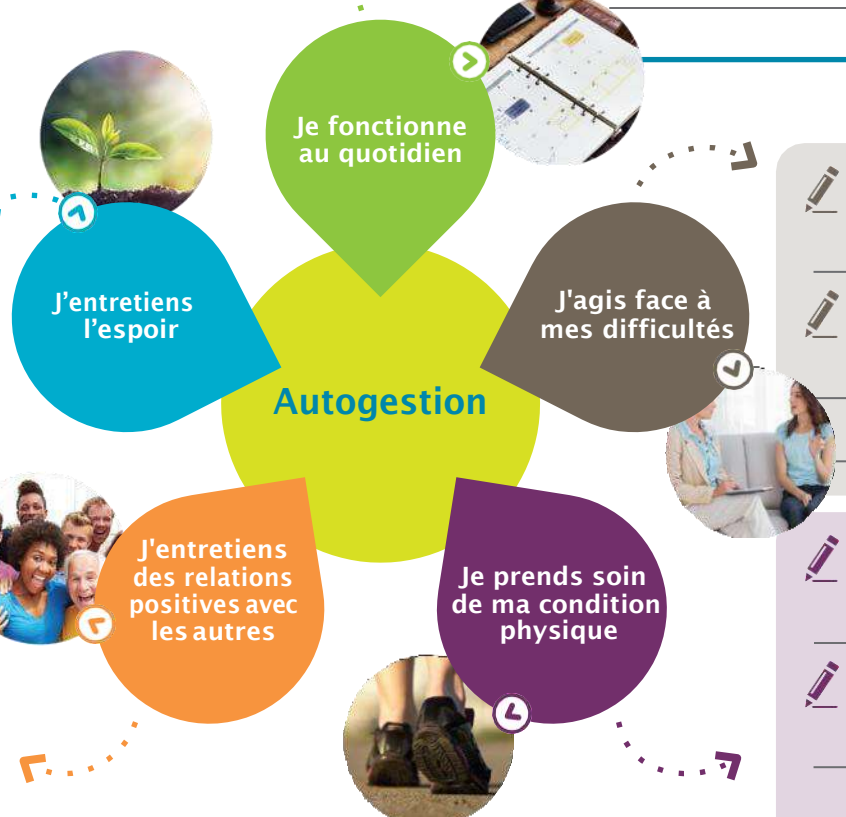 Je fonctionne
au quotidien
J'agis face à
mes difficultés
J’entretiens
l’espoir
Autogestion
J'entretiens
des relations
positives avec
les autres
Je prends soin
de ma condition
physique